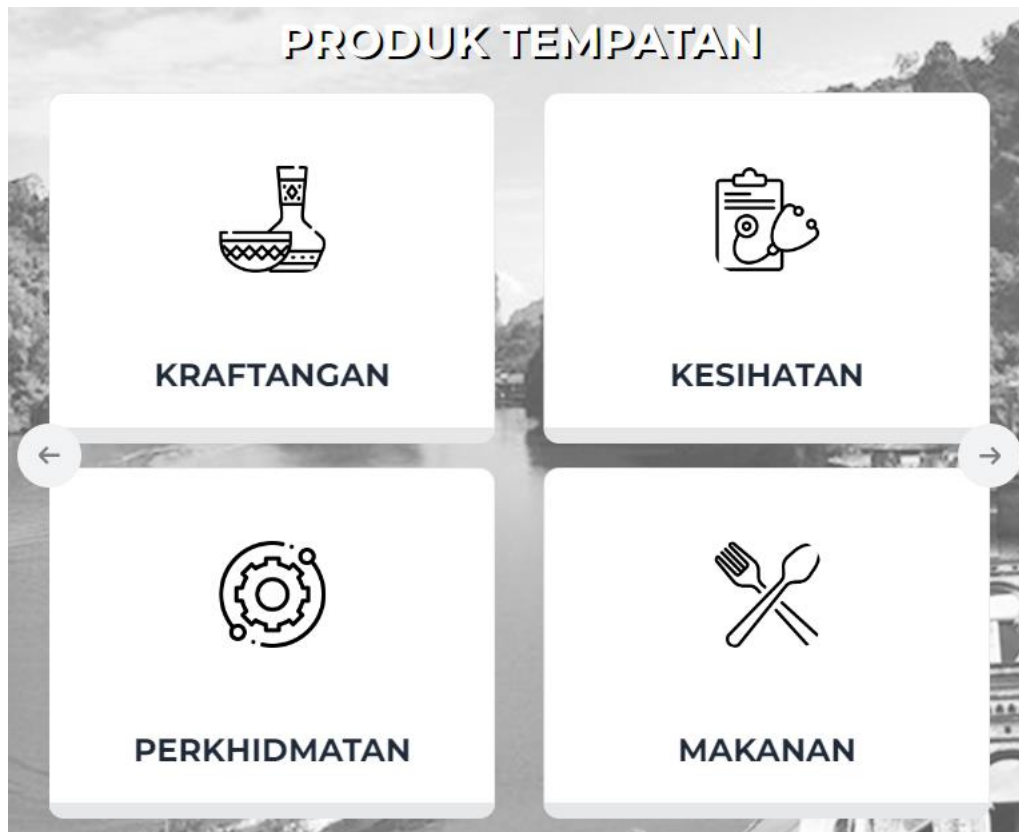 PRODUK TEMPATAN
KRAFTANGAN
KESIHATAN
PERKHIDMATAN
MAKANAN